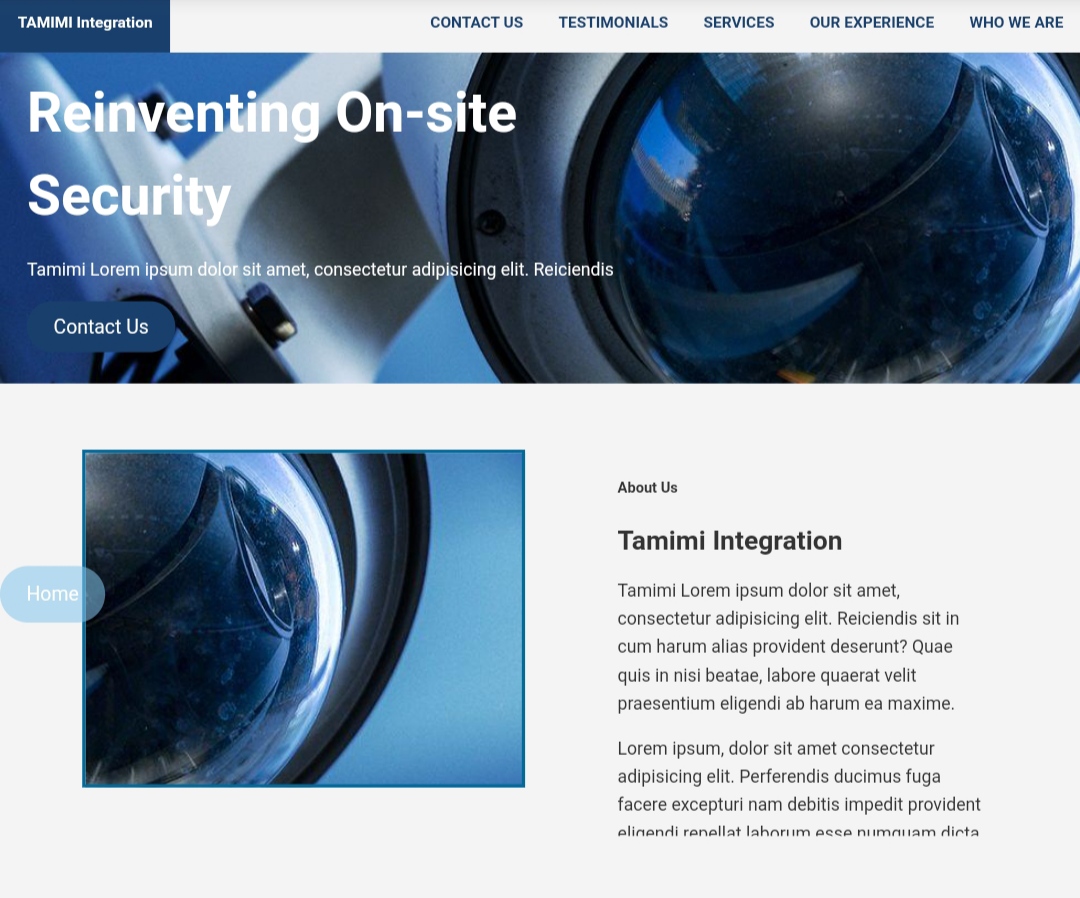 TAMIMI Integration
CONTACT US
TESTIMONIALS
SERVICES
OUR EXPERIENCE
WHO WE ARE
Reinventing On-site
Security
Tamimi Lorem ipsum dolor sit amet, consectetur adipisicing elit. Reiciendis
Contact Us
Home
About Us
Tamimi Integration
Tamimi Lorem ipsum dolor sit amet,
consectetur adipisicing elit. Reiciendis sit in
cum harum alias provident deserunt? Quae
quis in nisi beatae, labore quaerat velit
praesentium eligendi ab harum ea maxime.
Lorem ipsum, dolor sit amet consectetur
adipisicing elit. Perferendis ducimus fuga
facere excepturi nam debitis impedit provident
eligendi repellat laborum esse numquam dicta